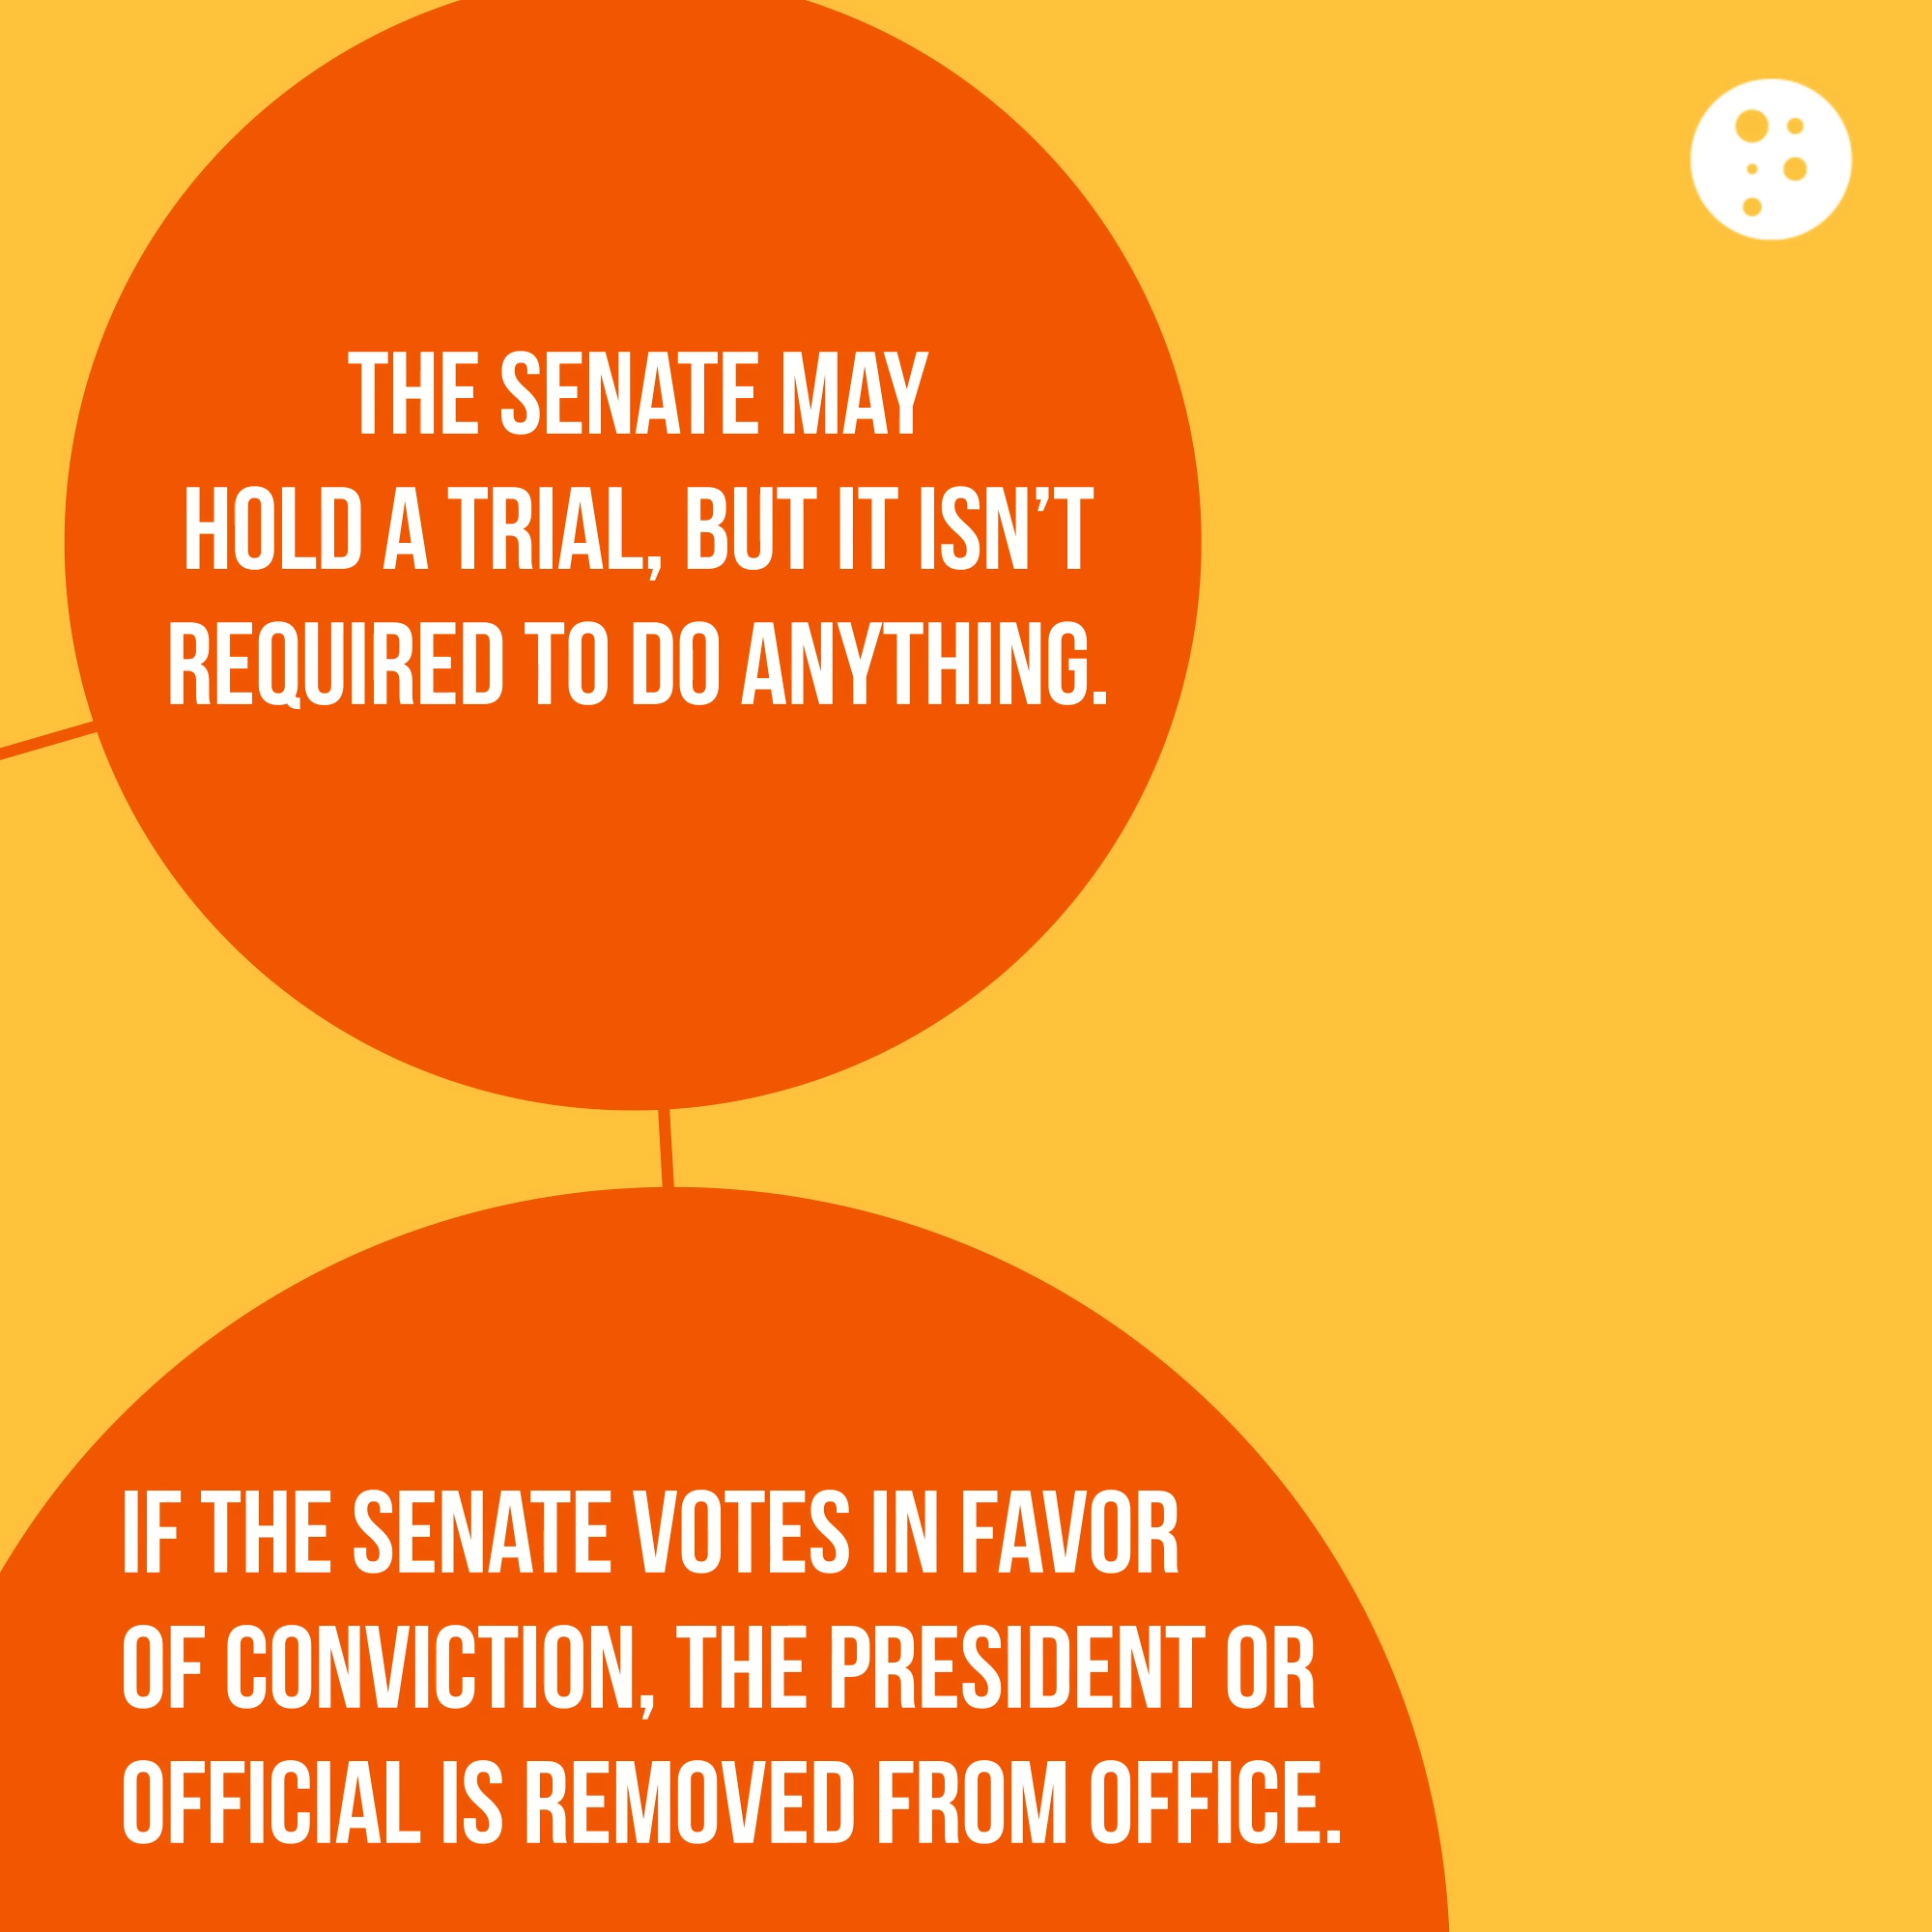 THE SENATE MAY
HOLD A TRIAL, BUT IT ISN’T
REQUIRED TO DO ANYTHING.
IF THE SENATE VOTES IN FAVOR
OF CONVICTION, THE PRESIDENT OR
OFFICIAL IS REMOVED FROM OFFICE.